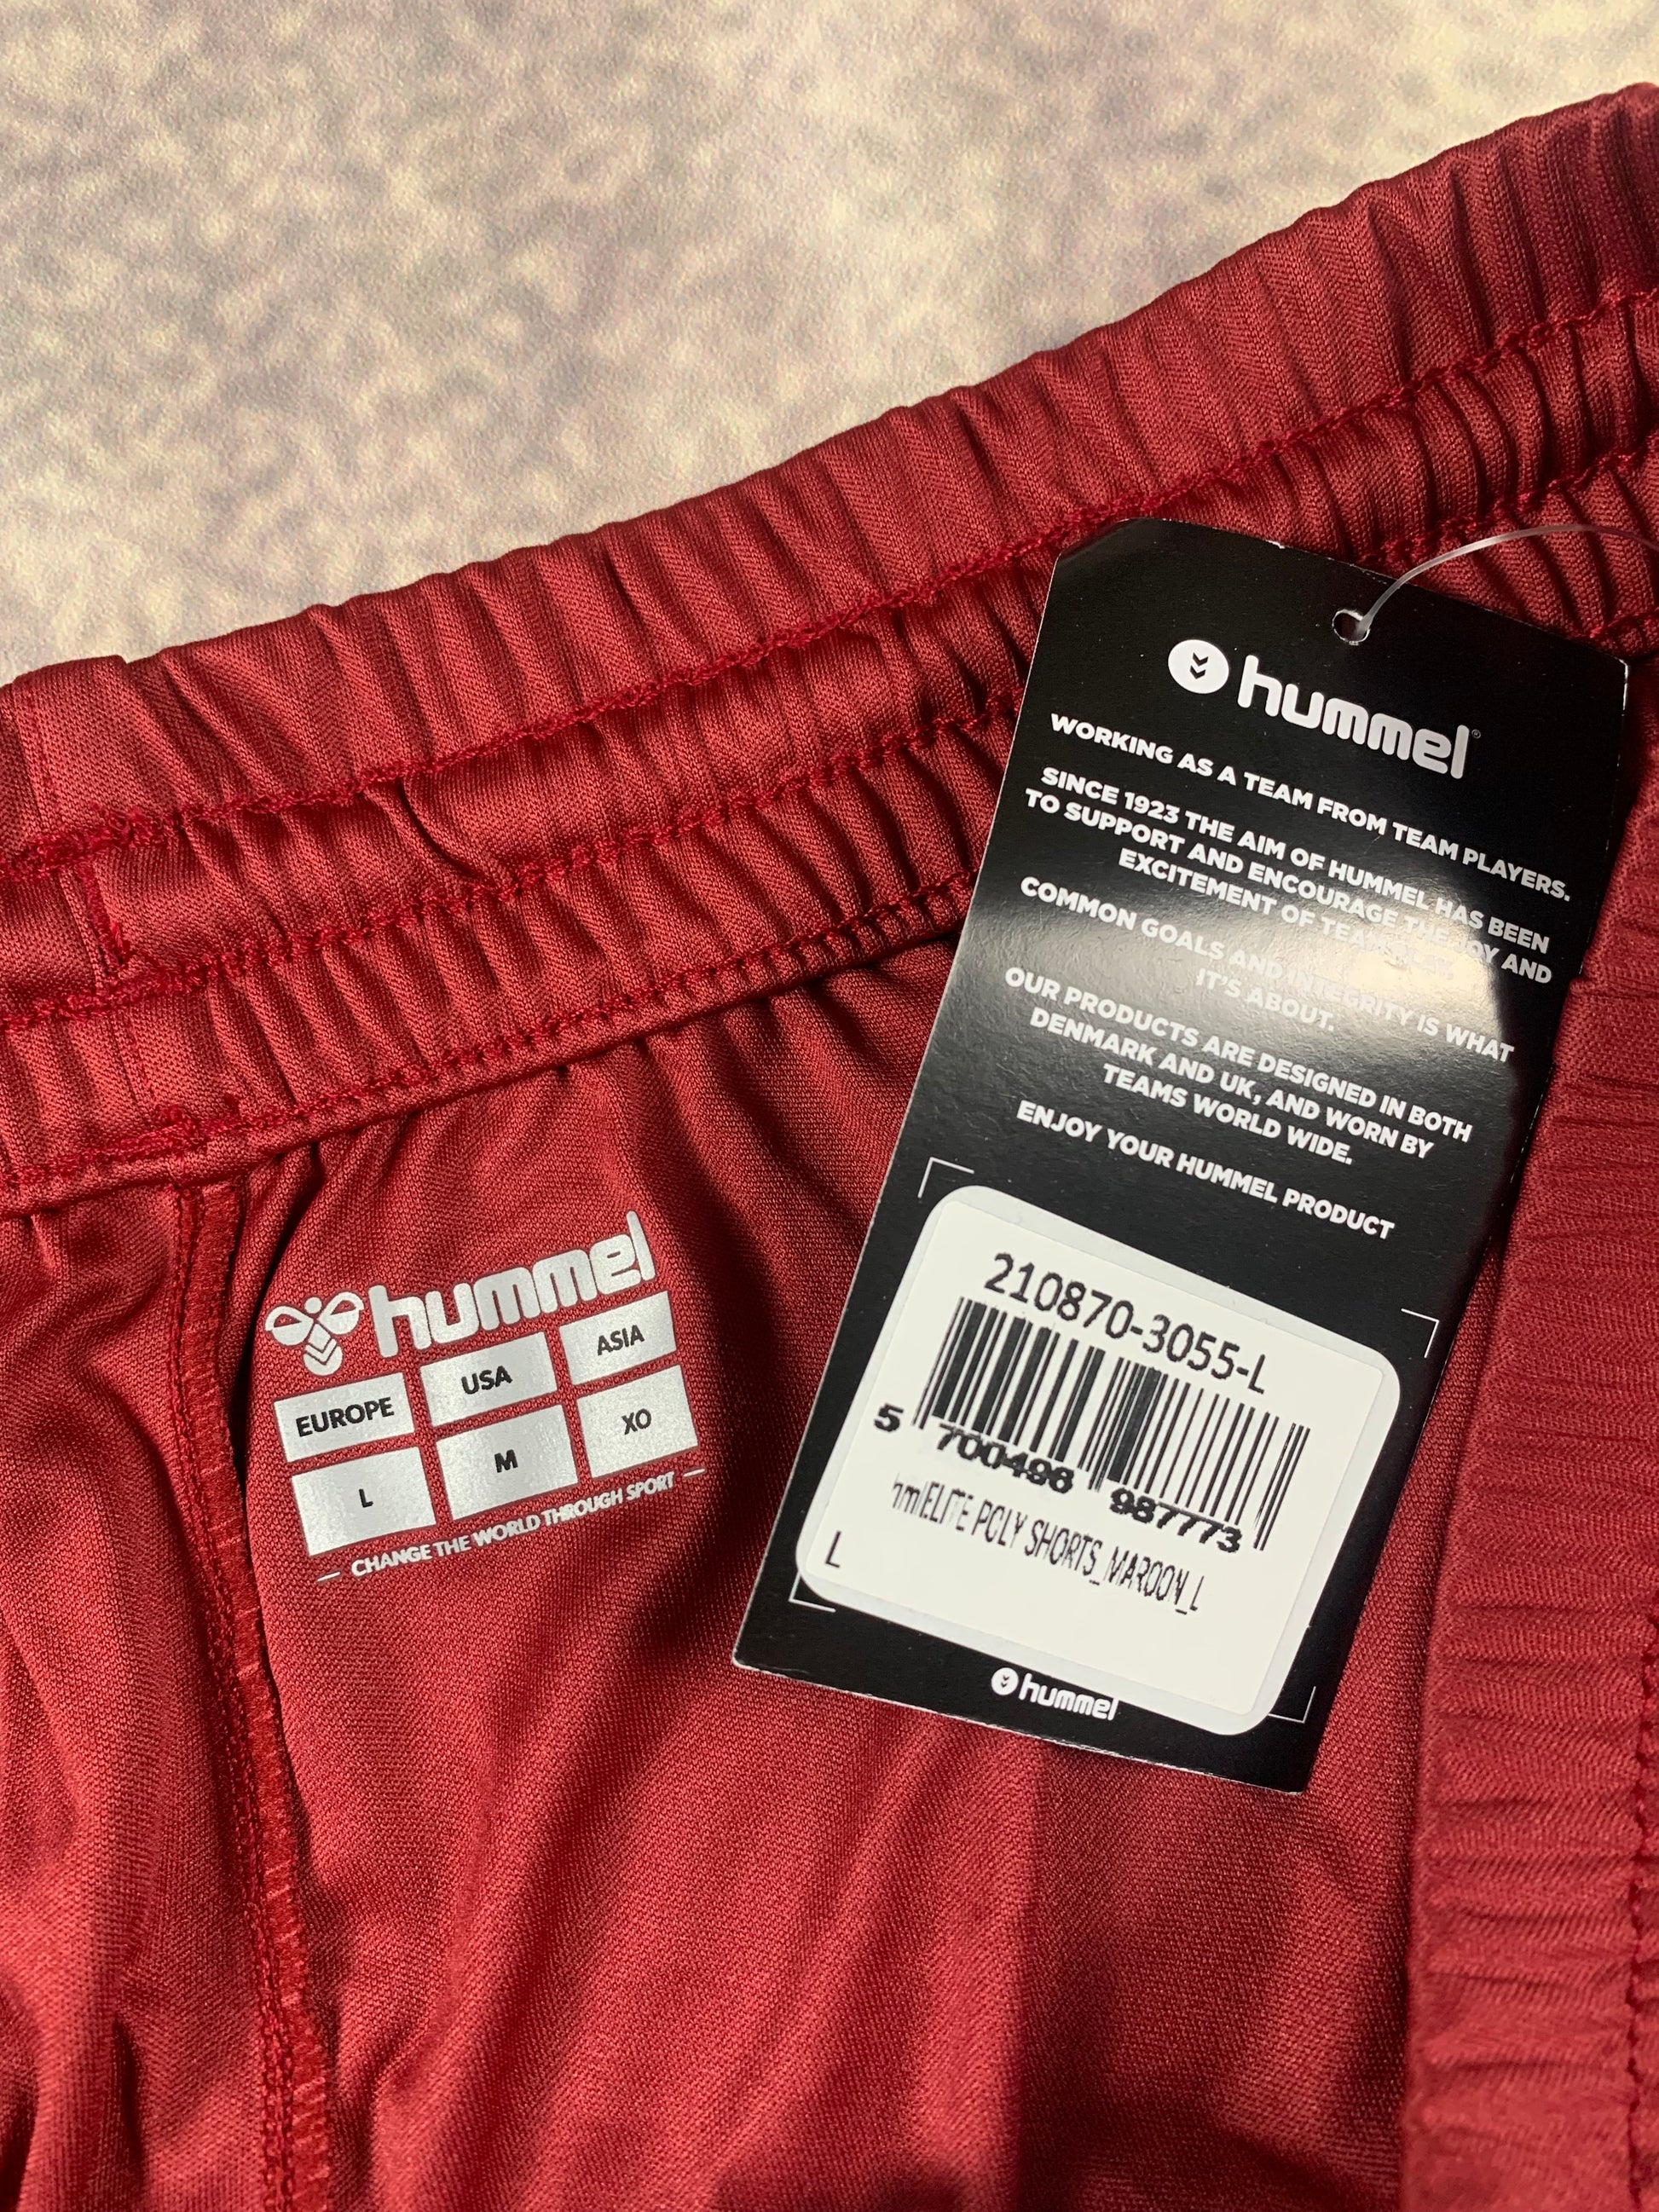 hummel®
WORKING AS A TEAM FROM TEAM PLAYERS.
SINCE 1923 THE AIM OF HUMMEL HAS BEEN
TO SUPPORT AND ENCOURAGE THE JOY AND
EXCITEMENT OF
COMMON GOALS AND INTEGRITY IS WHAT
IT'S ABOUT.
OUR PRODUCTS ARE DESIGNED IN BOTH
DENMARK AND UK, AND WORN BY
TEAMS WORLD WIDE.
ENJOY YOUR HUMMEL PRODUCT
210870-3055-L
5 700496 987773
hmlELITE POLY SHORTS_MAROON_L
L
hummel
hummel
EUROPE USA ASIA
L M XO
CHANGE THE WORLD THROUGH SPORT